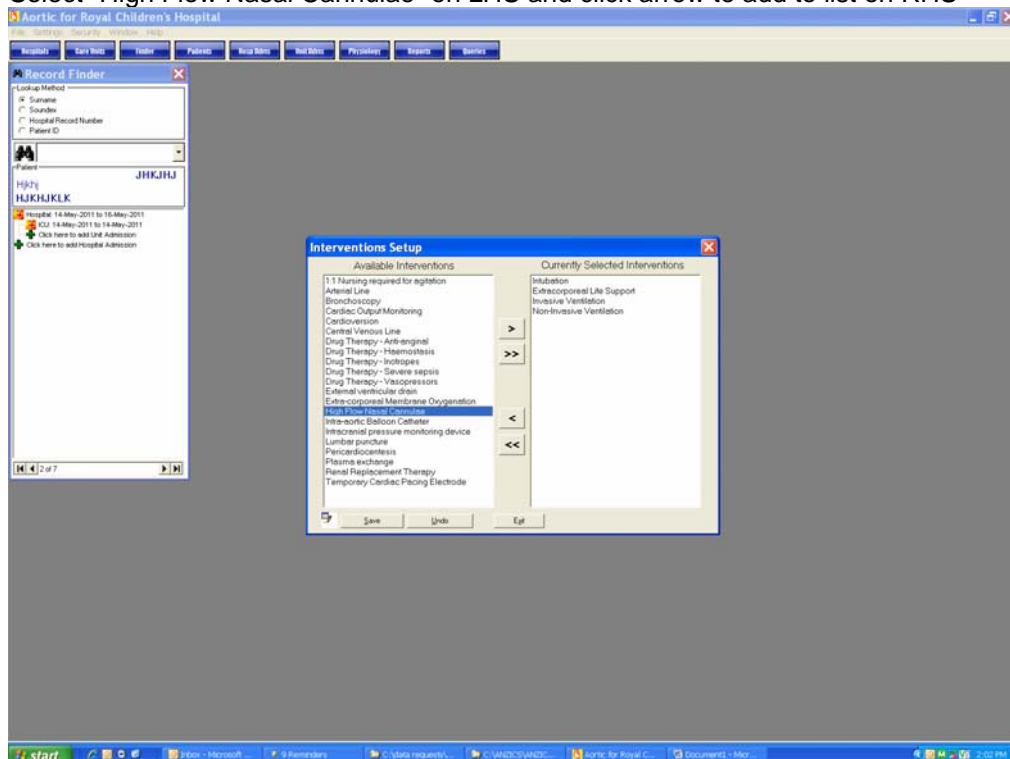 Select "High Flow Nasal Cannulae" on LHS and click arrow to add to list on RHS
Aortic for Royal Children's Hospital
File Settings Security Window Help
Hospitals Care Units Finder Patients Hosp Adms Unit Adms Physiology Reports Queries
Record Finder
Lookup Method
Surname
Soundex
Hospital Record Number
Patient ID
Patient
JHKJHJ
Hjkhj
HJKHJKLK
Hospital: 14-May-2011 to 16-May-2011
ICU: 14-May-2011 to 14-May-2011
Click here to add Unit Admission
Click here to add Hospital Admission
2 of 7
Interventions Setup
Available Interventions
1:1 Nursing required for agitation
Arterial Line
Bronchoscopy
Cardiac Output Monitoring
Cardioversion
Central Venous Line
Drug Therapy - Anti-anginal
Drug Therapy - Haemostasis
Drug Therapy - Inotropes
Drug Therapy - Severe sepsis
Drug Therapy - Vasopressors
External ventricular drain
Extra-corporeal Membrane Oxygenation
High Flow Nasal Cannulae
Intra-aortic Balloon Catheter
Intracranial pressure monitoring device
Lumbar puncture
Pericardiocentesis
Plasma exchange
Renal Replacement Therapy
Temporary Cardiac Pacing Electrode
>
>>
<
<<
Currently Selected Interventions
Intubation
Extracorporeal Life Support
Invasive Ventilation
Non-Invasive Ventilation
Save Undo Exit
start Inbox - Microsoft ... 9 Reminders C:\data requests\... C:\ANZICS\ANZIC... Aortic for Royal C... Document1 - Micr... 2:02 PM